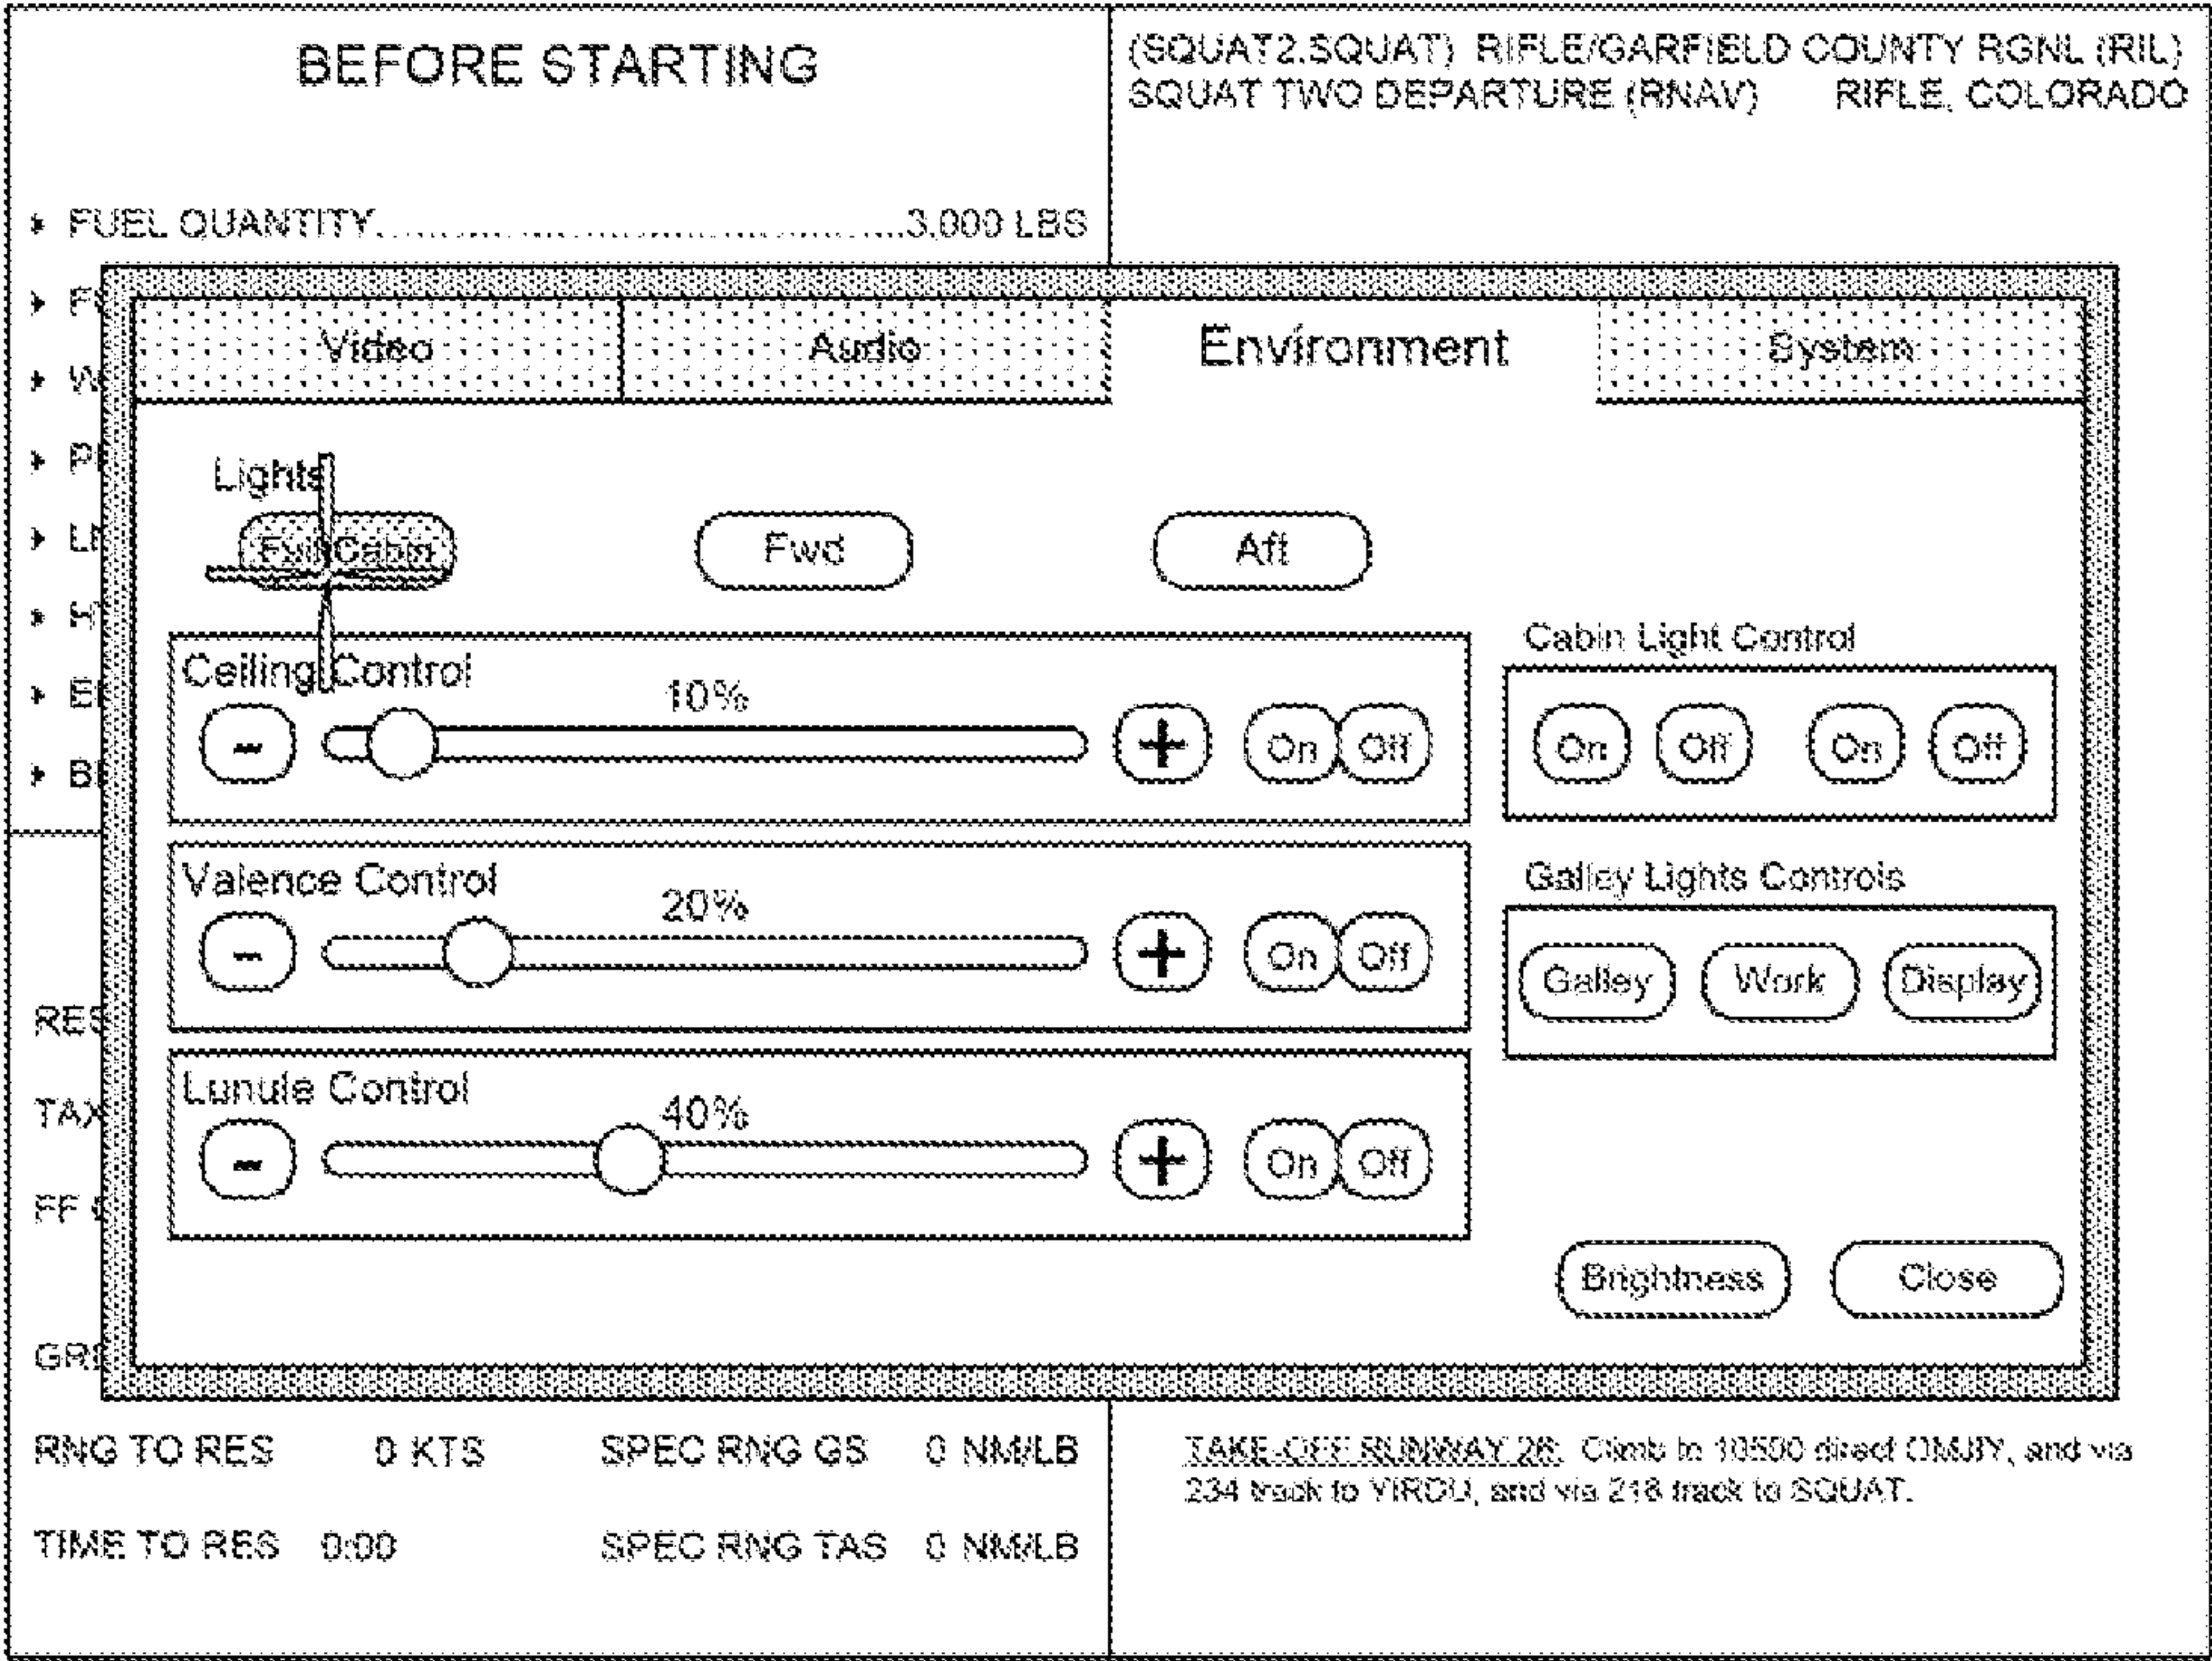 BEFORE STARTING
(SQUAT2.SQUAT) RIFLE/GARFIELD COUNTY RGNL (RIL)
SQUAT TWO DEPARTURE (RNAV) RIFLE, COLORADO
FUEL QUANTITY..........................................3,000 LBS
Video Audio Environment System
Lights
Full Cabin Fwd Aft
Ceiling Control
10%
- + On Off
Valence Control
20%
- + On Off
Lunule Control
40%
- + On Off
Cabin Light Control
On Off On Off
Galley Lights Controls
Galley Work Display
Brightness Close
RES
TAX
FF
RNG TO RES 0 KTS SPEC RNG GS 0 NM/LB
TIME TO RES 0:00 SPEC RNG TAS 0 NM/LB
TAKE-OFF RUNWAY 26: Climb to 10500 direct OMJIY, and via
234 track to YIRDU, and via 218 track to SQUAT.